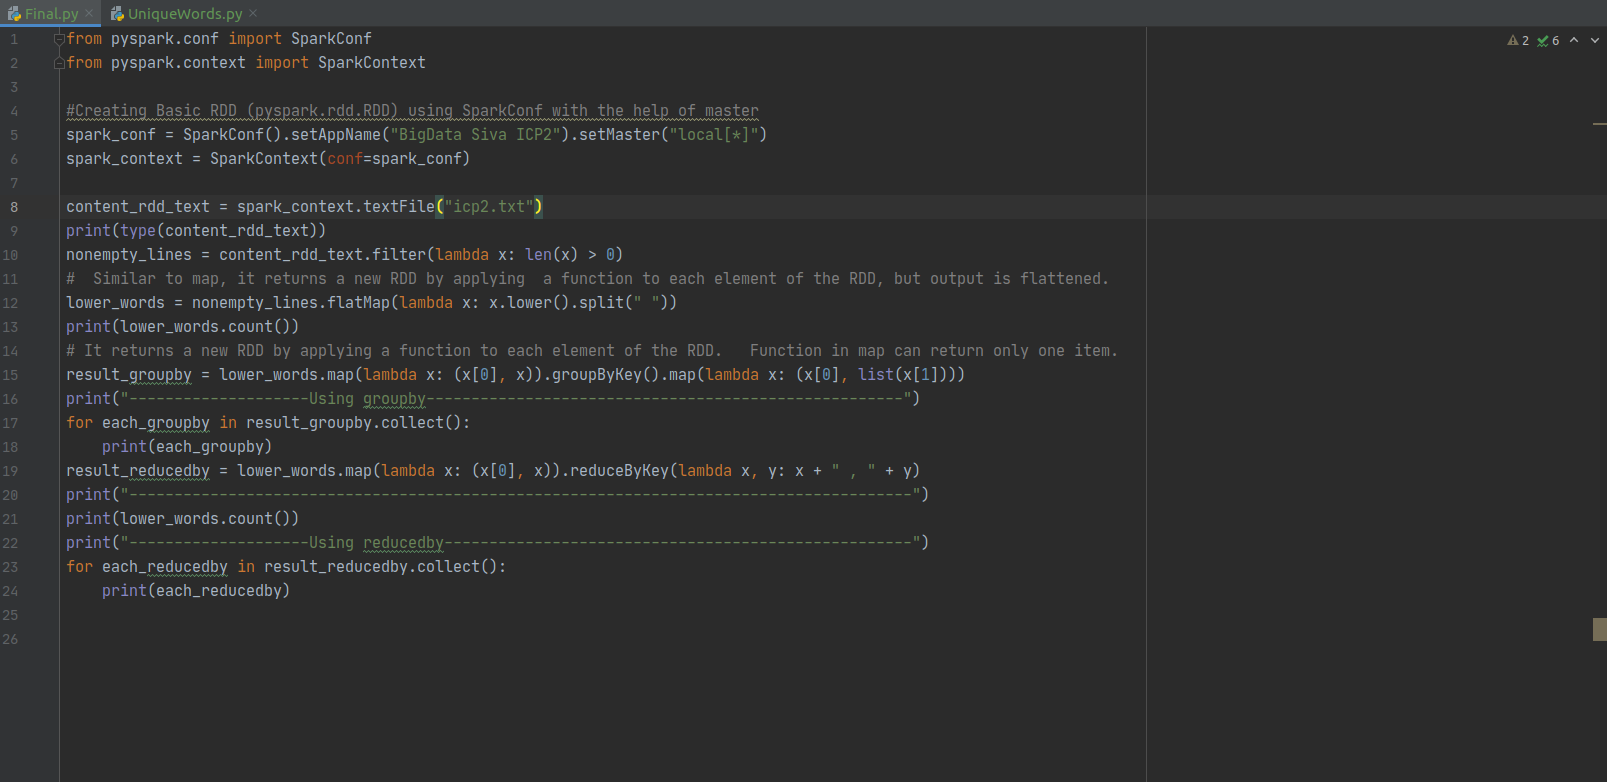 Final.py × UniqueWords.py ×
2 6
1 from pyspark.conf import SparkConf
2 from pyspark.context import SparkContext
3
4 #Creating Basic RDD (pyspark.rdd.RDD) using SparkConf with the help of master
5 spark_conf = SparkConf().setAppName("BigData Siva ICP2").setMaster("local[*]")
6 spark_context = SparkContext(conf=spark_conf)
7
8 content_rdd_text = spark_context.textFile("icp2.txt")
9 print(type(content_rdd_text))
10 nonempty_lines = content_rdd_text.filter(lambda x: len(x) > 0)
11 #  Similar to map, it returns a new RDD by applying  a function to each element of the RDD, but output is flattened.
12 lower_words = nonempty_lines.flatMap(lambda x: x.lower().split(" "))
13 print(lower_words.count())
14 # It returns a new RDD by applying a function to each element of the RDD.   Function in map can return only one item.
15 result_groupby = lower_words.map(lambda x: (x[0], x)).groupByKey().map(lambda x: (x[0], list(x[1])))
16 print("--------------------Using groupby-----------------------------------------------------")
17 for each_groupby in result_groupby.collect():
18     print(each_groupby)
19 result_reducedby = lower_words.map(lambda x: (x[0], x)).reduceByKey(lambda x, y: x + " , " + y)
20 print("---------------------------------------------------------------------------------------")
21 print(lower_words.count())
22 print("--------------------Using reducedby----------------------------------------------------")
23 for each_reducedby in result_reducedby.collect():
24     print(each_reducedby)
25
26